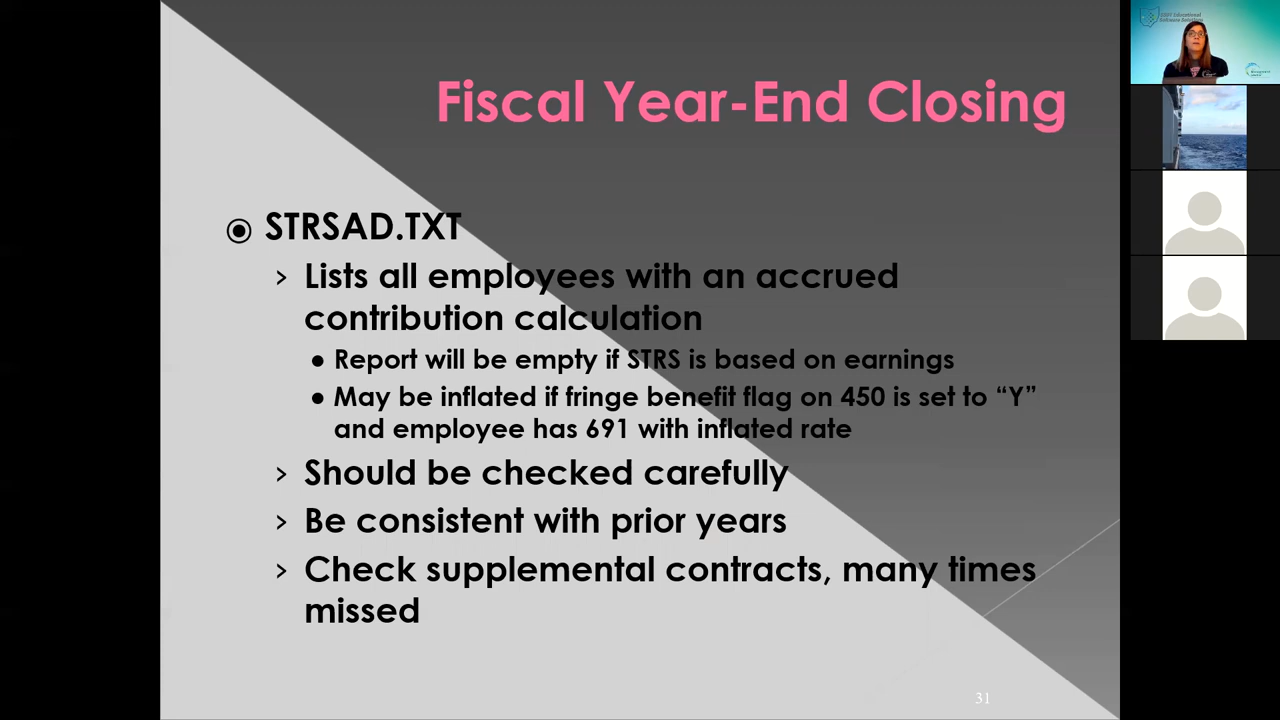 Fiscal Year-End Closing
STRSAD.TXT
› Lists all employees with an accrued
contribution calculation
● Report will be empty if STRS is based on earnings
● May be inflated if fringe benefit flag on 450 is set to “Y”
and employee has 691 with inflated rate
› Should be checked carefully
› Be consistent with prior years
› Check supplemental contracts, many times
missed
31